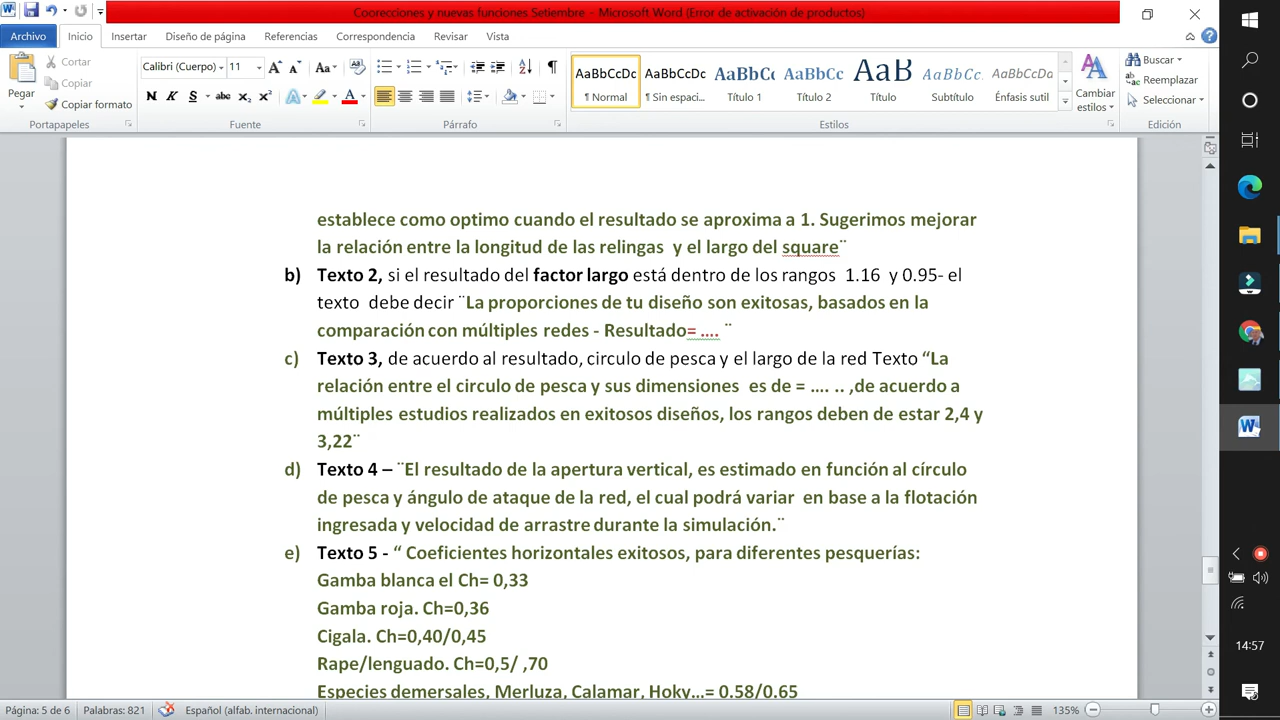 Coorecciones y nuevas funciones Setiembre - Microsoft Word (Error de activación de productos)
Archivo Inicio Insertar Diseño de página Referencias Correspondencia Revisar Vista
Pegar Cortar Copiar Copiar formato
Calibri (Cuerpo) 11 Aa
N K S abc x₂ x² A A
AaBbCcDc AaBbCcDc AaBbCc AaBbCc AaB AaBbCc. AaBbCcDa
¶ Normal ¶ Sin espaci... Título 1 Título 2 Título Subtítulo Énfasis sutil
Cambiar estilos
Buscar
Reemplazar
Seleccionar
Portapapeles Fuente Párrafo Estilos Edición
establece como optimo cuando el resultado se aproxima a 1. Sugerimos mejorar
la relación entre la longitud de las relingas y el largo del square¨
b) Texto 2, si el resultado del factor largo está dentro de los rangos 1.16 y 0.95- el
texto debe decir ¨La proporciones de tu diseño son exitosas, basados en la
comparación con múltiples redes - Resultado= .... ¨
c) Texto 3, de acuerdo al resultado, circulo de pesca y el largo de la red Texto “La
relación entre el circulo de pesca y sus dimensiones es de = .... .. ,de acuerdo a
múltiples estudios realizados en exitosos diseños, los rangos deben de estar 2,4 y
3,22¨
d) Texto 4 – ¨El resultado de la apertura vertical, es estimado en función al círculo
de pesca y ángulo de ataque de la red, el cual podrá variar en base a la flotación
ingresada y velocidad de arrastre durante la simulación.¨
e) Texto 5 - “ Coeficientes horizontales exitosos, para diferentes pesquerías:
Gamba blanca el Ch= 0,33
Gamba roja. Ch=0,36
Cigala. Ch=0,40/0,45
Rape/lenguado. Ch=0,5/ ,70
Especies demersales, Merluza, Calamar, Hoky...= 0.58/0.65
14:57
Página: 5 de 6 Palabras: 821 Español (alfab. internacional) 135%